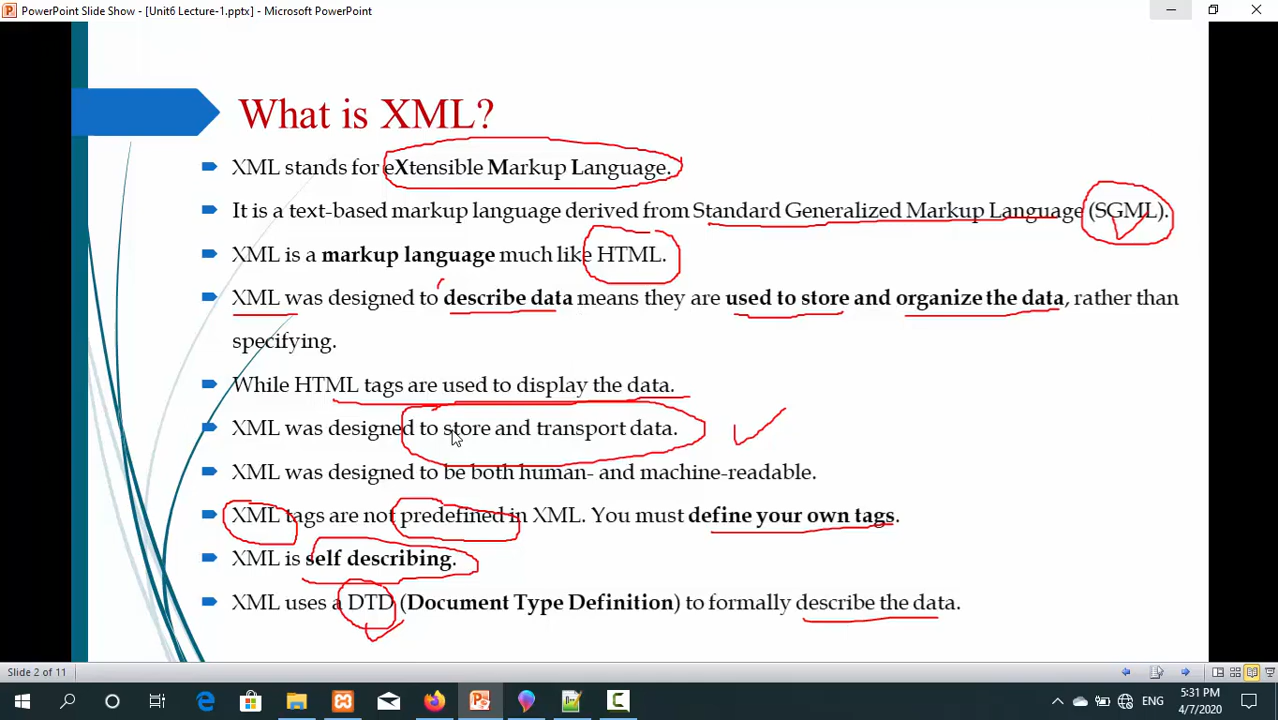 PowerPoint Slide Show - [Unit6 Lecture-1.pptx] - Microsoft PowerPoint
What is XML?
XML stands for eXtensible Markup Language.
It is a text-based markup language derived from Standard Generalized Markup Language (SGML).
XML is a markup language much like HTML.
XML was designed to describe data means they are used to store and organize the data, rather than
specifying.
While HTML tags are used to display the data.
XML was designed to store and transport data.
XML was designed to be both human- and machine-readable.
XML tags are not predefined in XML. You must define your own tags.
XML is self describing.
XML uses a DTD (Document Type Definition) to formally describe the data.
Slide 2 of 11
ENG
5:31 PM
4/7/2020